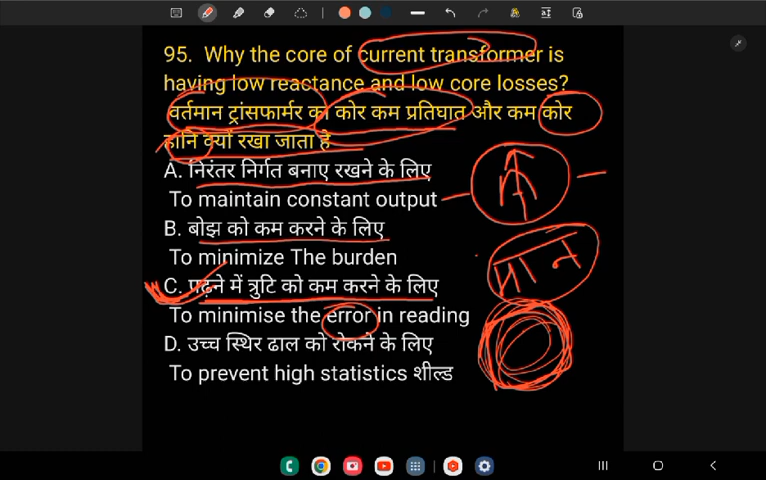 95. Why the core of current transformer is
having low reactance and low core losses?
वर्तमान ट्रांसफार्मर का कोर कम प्रतिघात और कम कोर
हानि क्यों रखा जाता है
A. निरंतर निर्गत बनाए रखने के लिए
To maintain constant output
B. बोझ को कम करने के लिए
To minimize The burden
C. पढ़ने में त्रुटि को कम करने के लिए
To minimise the error in reading
D. उच्च स्थिर ढाल को रोकने के लिए
To prevent high statistics शील्ड